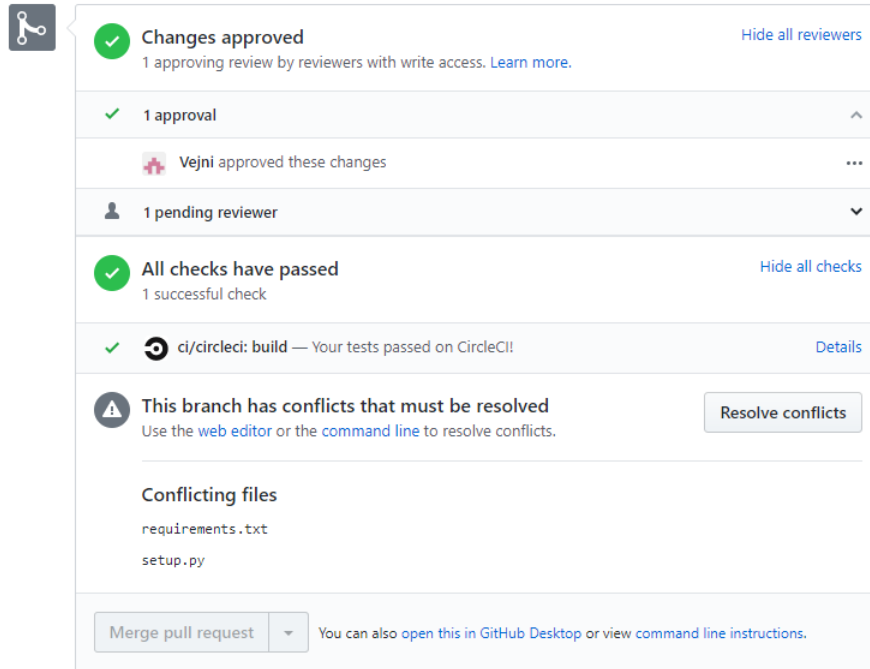 Changes approved
Hide all reviewers
1 approving review by reviewers with write access. Learn more.
1 approval
Vejni approved these changes
1 pending reviewer
All checks have passed
Hide all checks
1 successful check
ci/circleci: build — Your tests passed on CircleCI!
Details
This branch has conflicts that must be resolved
Resolve conflicts
Use the web editor or the command line to resolve conflicts.
Conflicting files
requirements.txt
setup.py
Merge pull request
You can also open this in GitHub Desktop or view command line instructions.